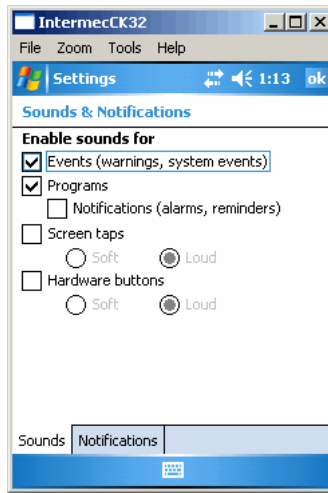 IntermecCK32
File Zoom Tools Help
Settings 1:13 ok
Sounds & Notifications
Enable sounds for
Events (warnings, system events)
Programs
Notifications (alarms, reminders)
Screen taps
Soft Loud
Hardware buttons
Soft Loud
Sounds Notifications